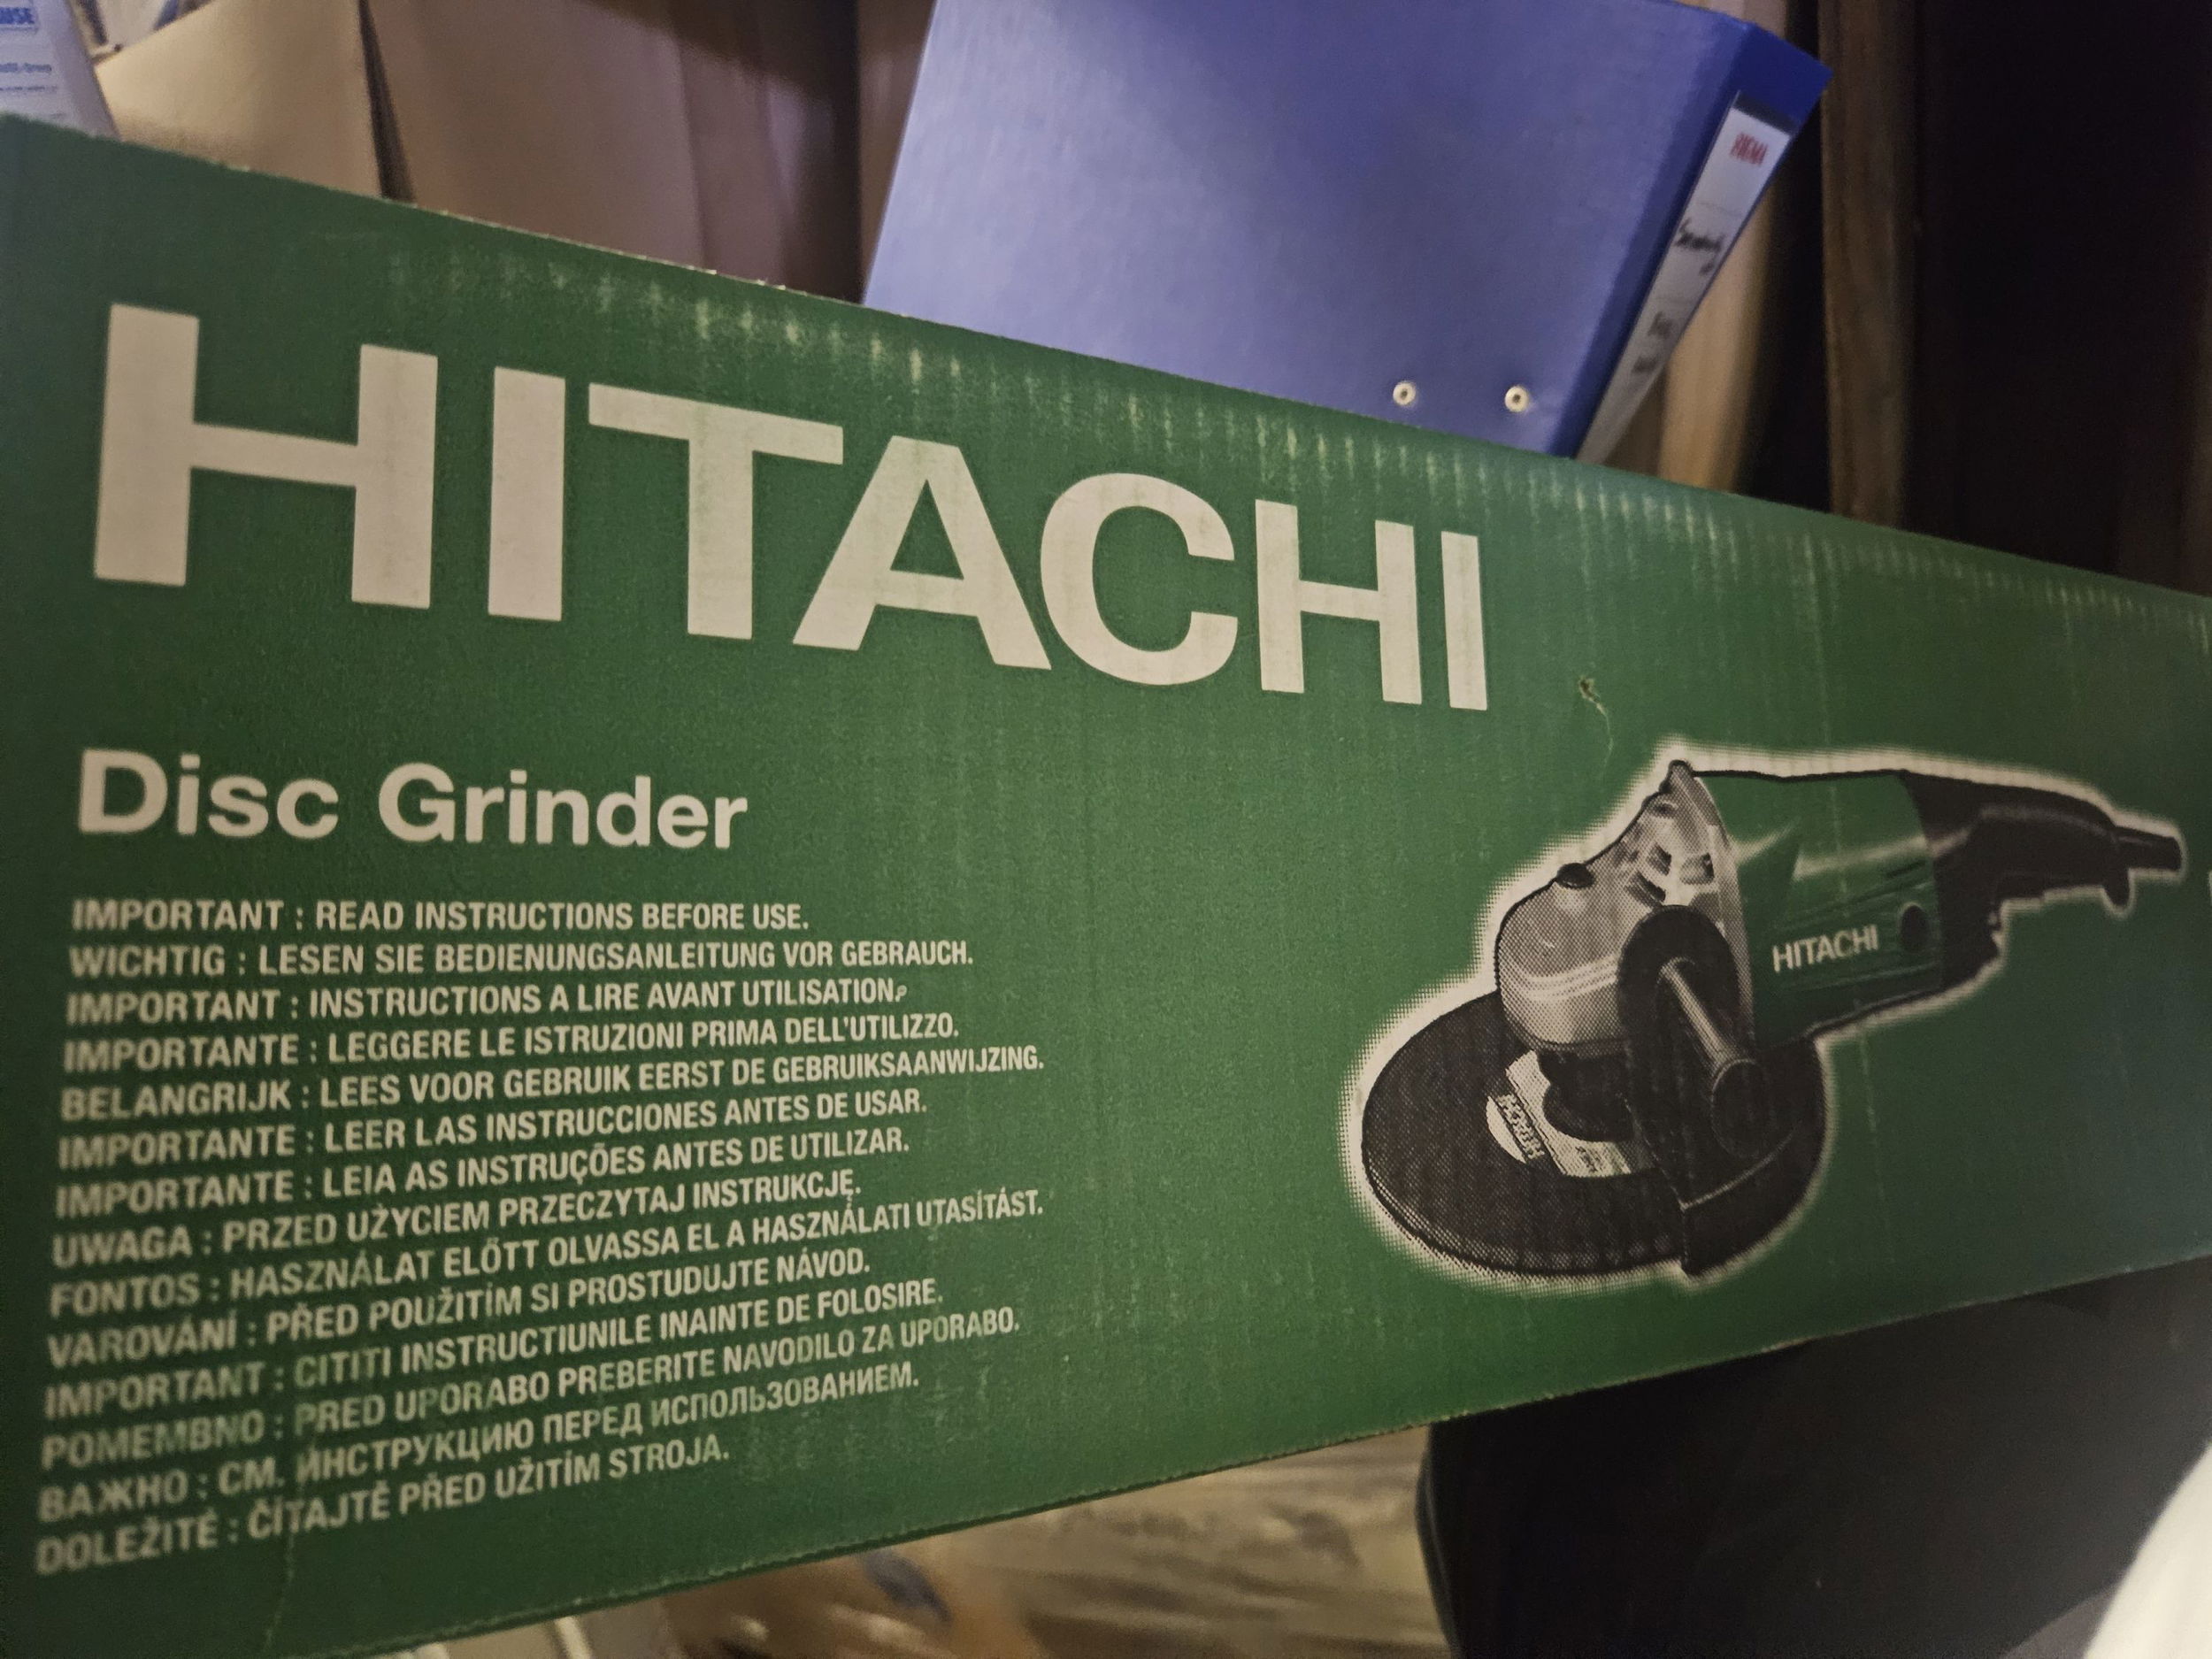 HITACHI
Disc Grinder
IMPORTANT : READ INSTRUCTIONS BEFORE USE.
WICHTIG : LESEN SIE BEDIENUNGSANLEITUNG VOR GEBRAUCH.
IMPORTANT : INSTRUCTIONS A LIRE AVANT UTILISATION.
IMPORTANTE : LEGGERE LE ISTRUZIONI PRIMA DELL'UTILIZZO.
BELANGRIJK : LEES VOOR GEBRUIK EERST DE GEBRUIKSAANWIJZING.
IMPORTANTE : LEER LAS INSTRUCCIONES ANTES DE USAR.
IMPORTANTE : LEIA AS INSTRUÇÕES ANTES DE UTILIZAR.
UWAGA : PRZED UŻYCIEM PRZECZYTAJ INSTRUKCJĘ.
FONTOS : HASZNÁLAT ELŐTT OLVASSA EL A HASZNÁLATI UTASÍTÁST.
VAROVÁNÍ : PŘED POUŽITÍM SI PROSTUDUJTE NÁVOD.
IMPORTANT : CITITI INSTRUCTIUNILE INAINTE DE FOLOSIRE.
POMEMBNO : PRED UPORABO PREBERITE NAVODILO ZA UPORABO.
ВАЖНО : СМ. ИНСТРУКЦИЮ ПЕРЕД ИСПОЛЬЗОВАНИЕМ.
DOLEŽITÉ : ČÍTAJTĚ PŘED UŽITÍM STROJA.
HITACHI
HITACHI
SIGMA